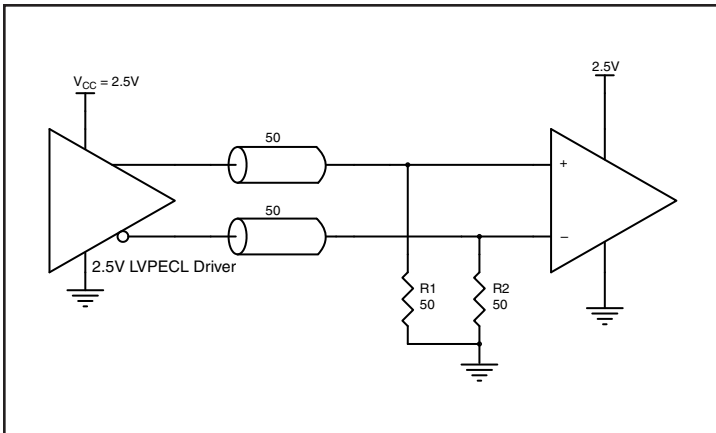 V_CC = 2.5V
2.5V
50
+
50
–
2.5V LVPECL Driver
R1
50
R2
50